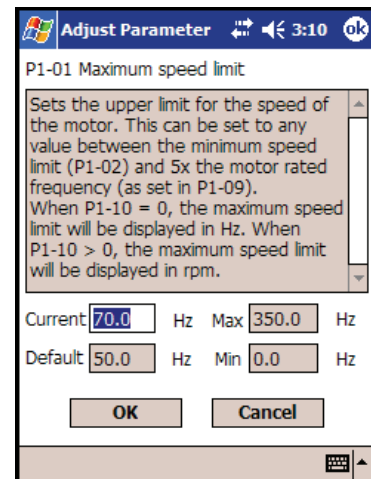 Adjust Parameter 3:10 ok
P1-01 Maximum speed limit
Sets the upper limit for the speed of
the motor. This can be set to any
value between the minimum speed
limit (P1-02) and 5x the motor rated
frequency (as set in P1-09).
When P1-10 = 0, the maximum speed
limit will be displayed in Hz. When
P1-10 > 0, the maximum speed limit
will be displayed in rpm.
Current 70.0 Hz Max 350.0 Hz
Default 50.0 Hz Min 0.0 Hz
OK Cancel